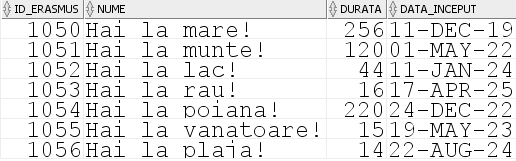 ID_ERASMUS NUME DURATA DATA_INCEPUT
1050 Hai la mare! 256 11-DEC-19
1051 Hai la munte! 120 01-MAY-22
1052 Hai la lac! 44 11-JAN-24
1053 Hai la rau! 16 17-APR-25
1054 Hai la poiana! 220 24-DEC-22
1055 Hai la vanatoare! 15 19-MAY-23
1056 Hai la plaja! 14 22-AUG-24